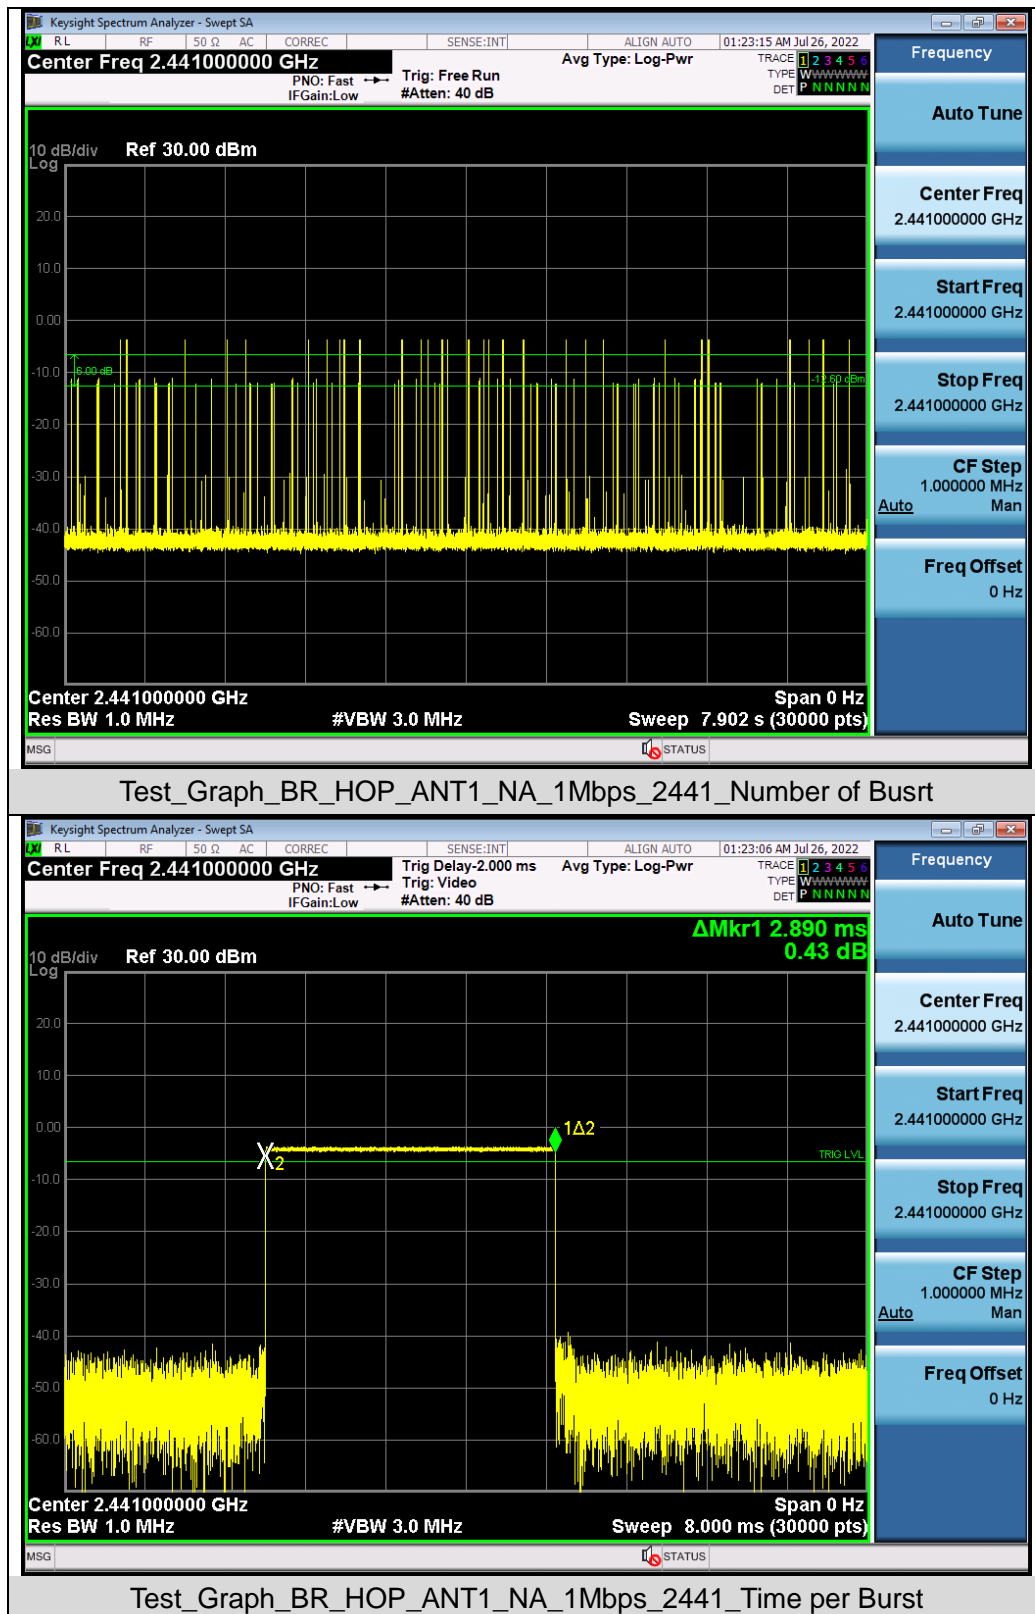 Keysight Spectrum Analyzer - Swept SA
LXI RL RF 50 Ω AC CORREC SENSE:INT ALIGN AUTO 01:23:15 AM Jul 26, 2022
Center Freq 2.441000000 GHz
PNO: Fast
IFGain:Low
Trig: Free Run
#Atten: 40 dB
Avg Type: Log-Pwr
TRACE 1 2 3 4 5 6
TYPE WWWWWW
DET P N N N N N
10 dB/div
Log
Ref 30.00 dBm
20.0
10.0
0.00
-10.0
-20.0
-30.0
-40.0
-50.0
-60.0
6.00 dB
-12.60 dBm
Center 2.441000000 GHz
Span 0 Hz
Res BW 1.0 MHz
#VBW 3.0 MHz
Sweep 7.902 s (30000 pts)
MSG
STATUS
Frequency
Auto Tune
Center Freq
2.441000000 GHz
Start Freq
2.441000000 GHz
Stop Freq
2.441000000 GHz
CF Step
1.000000 MHz
Auto Man
Freq Offset
0 Hz
Test_Graph_BR_HOP_ANT1_NA_1Mbps_2441_Number of Busrt
Keysight Spectrum Analyzer - Swept SA
LXI RL RF 50 Ω AC CORREC SENSE:INT ALIGN AUTO 01:23:06 AM Jul 26, 2022
Center Freq 2.441000000 GHz
PNO: Fast
IFGain:Low
Trig Delay-2.000 ms
Trig: Video
#Atten: 40 dB
Avg Type: Log-Pwr
TRACE 1 2 3 4 5 6
TYPE WWWWWW
DET P N N N N N
ΔMkr1 2.890 ms
0.43 dB
10 dB/div
Log
Ref 30.00 dBm
20.0
10.0
0.00
-10.0
-20.0
-30.0
-40.0
-50.0
-60.0
1Δ2
2
TRIG LVL
Center 2.441000000 GHz
Span 0 Hz
Res BW 1.0 MHz
#VBW 3.0 MHz
Sweep 8.000 ms (30000 pts)
MSG
STATUS
Frequency
Auto Tune
Center Freq
2.441000000 GHz
Start Freq
2.441000000 GHz
Stop Freq
2.441000000 GHz
CF Step
1.000000 MHz
Auto Man
Freq Offset
0 Hz
Test_Graph_BR_HOP_ANT1_NA_1Mbps_2441_Time per Burst